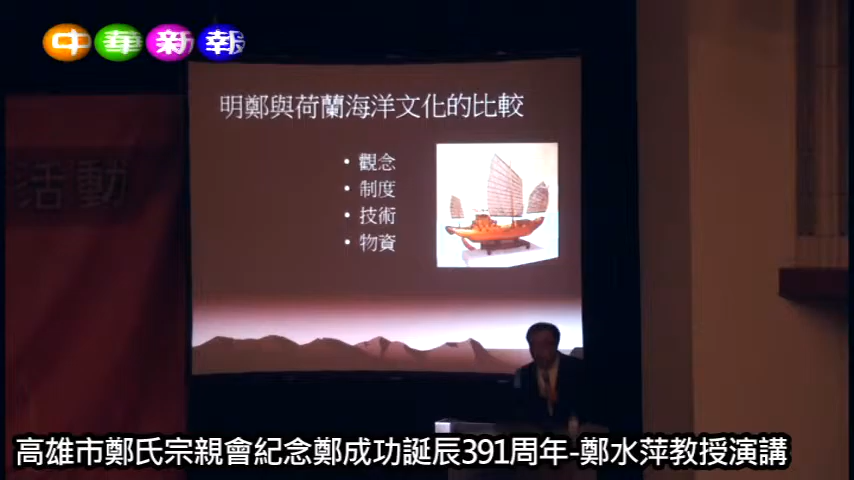 中華新報
明鄭與荷蘭海洋文化的比較
• 觀念
• 制度
• 技術
• 物資
活動
高雄市鄭氏宗親會紀念鄭成功誕辰391周年-鄭水萍教授演講